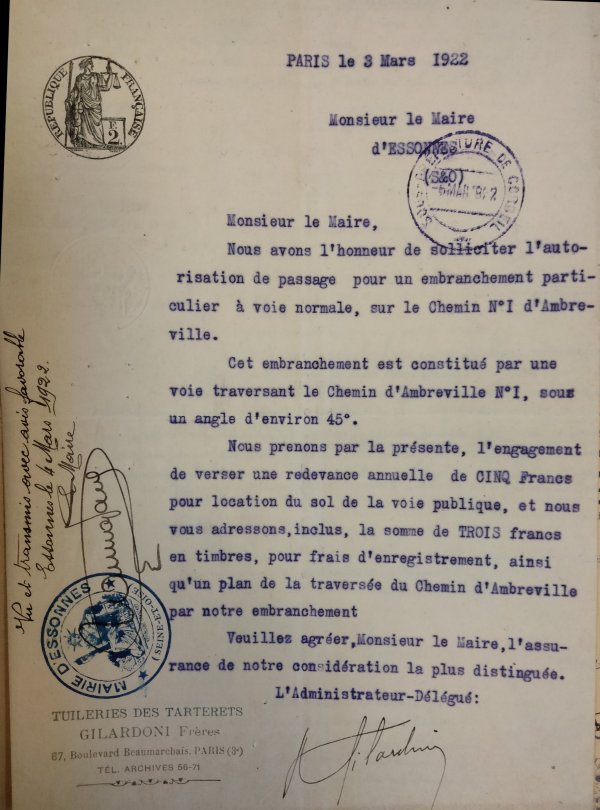 RÉPUBLIQUE FRANÇAISE
2F
PARIS le 3 Mars 1922
Monsieur le Maire
d'ESSONNES
(S&O)
SOUS-PREFECTURE DE CORBEIL
Monsieur le Maire,
Nous avons l'honneur de solliciter l'auto-
risation de passage pour un embranchement parti-
culier à voie normale, sur le Chemin N°I d'Ambre-
ville.
Cet embranchement est constitué par une
voie traversant le Chemin d'Ambreville N°I, sous
un angle d'environ 45°.
Nous prenons par la présente, l'engagement
de verser une redevance annuelle de CINQ Francs
pour location du sol de la voie publique, et nous
vous adressons,inclus, la somme de TROIS francs
en timbres, pour frais d'enregistrement, ainsi
qu'un plan de la traversée du Chemin d'Ambreville
par notre embranchement
Veuillez agréer,Monsieur le Maire,l'assu-
rance de notre considération la plus distinguée.
L'Administrateur-Délégué:
Gilardoni
Vu et transmis avec avis favorable
Essonnes le 4 Mars 1922.
Le Maire
MAIRIE D'ESSONNES
(SEINE-ET-OISE)
TUILERIES DES TARTERETS
GILARDONI Frères
67, Boulevard Beaumarchais, PARIS (3e)
TÉL. ARCHIVES 56-71